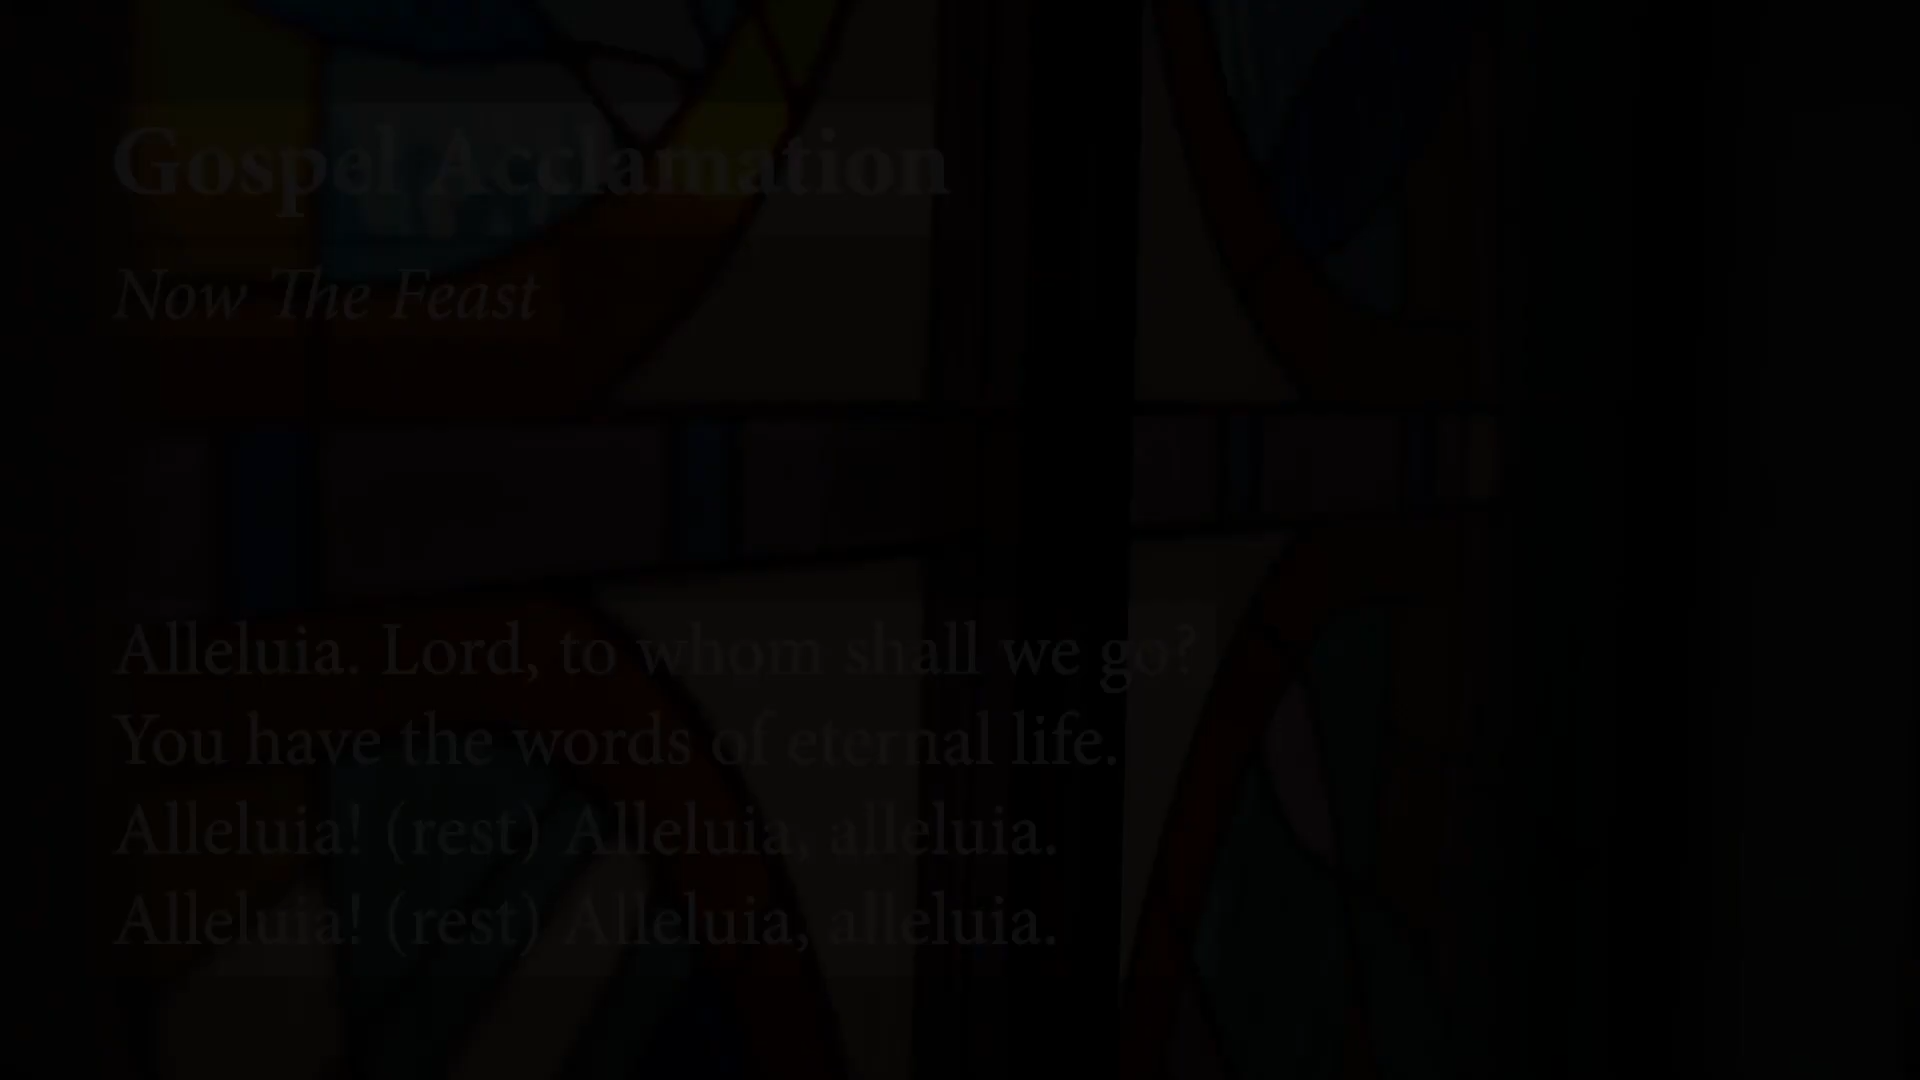 Gospel Acclamation
Now The Feast
Alleluia. Lord, to whom shall we go?
You have the words of eternal life.
Alleluia! (rest) Alleluia, alleluia.
Alleluia! (rest) Alleluia, alleluia.